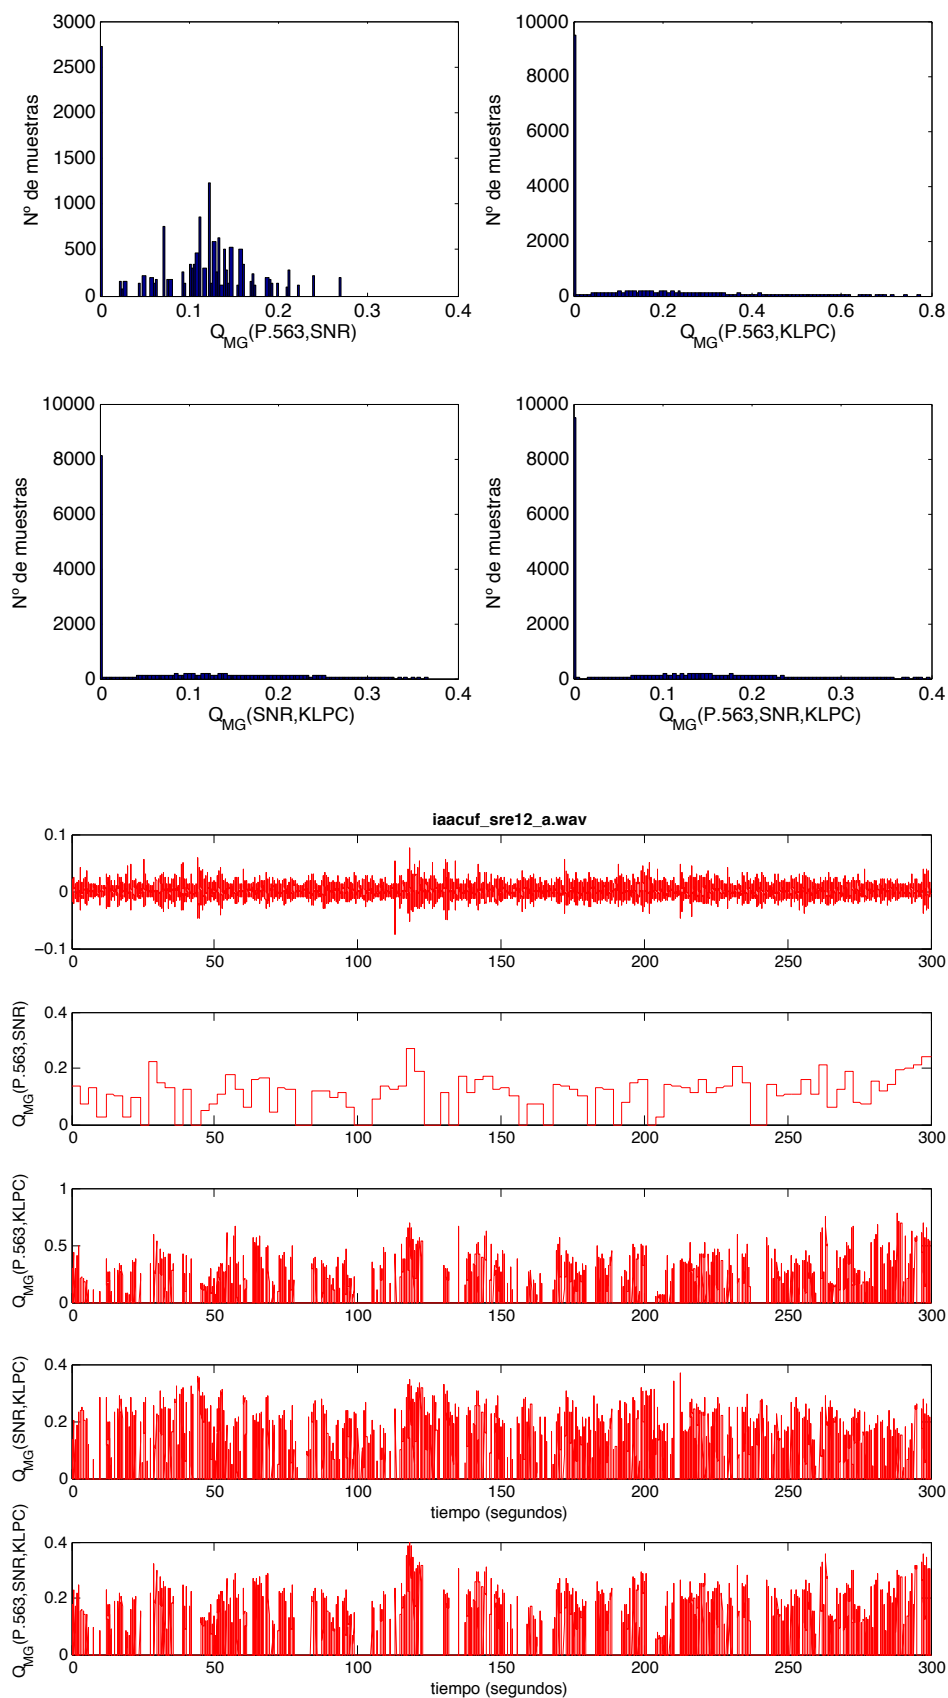 3000
2500
2000
1500
1000
500
0
0 0.1 0.2 0.3 0.4
Nº de muestras
Q_MG(P.563,SNR)
10000
8000
6000
4000
2000
0
0 0.2 0.4 0.6 0.8
Nº de muestras
Q_MG(P.563,KLPC)
10000
8000
6000
4000
2000
0
0 0.1 0.2 0.3 0.4
Nº de muestras
Q_MG(SNR,KLPC)
10000
8000
6000
4000
2000
0
0 0.1 0.2 0.3 0.4
Nº de muestras
Q_MG(P.563,SNR,KLPC)
iaacuf_sre12_a.wav
0.1
0
−0.1
0 50 100 150 200 250 300
Q_MG(P.563,SNR)
0.4
0.2
0
0 50 100 150 200 250 300
Q_MG(P.563,KLPC)
1
0.5
0
0 50 100 150 200 250 300
Q_MG(SNR,KLPC)
0.4
0.2
0
0 50 100 150 200 250 300
tiempo (segundos)
Q_MG(P.563,SNR,KLPC)
0.4
0.2
0
0 50 100 150 200 250 300
tiempo (segundos)